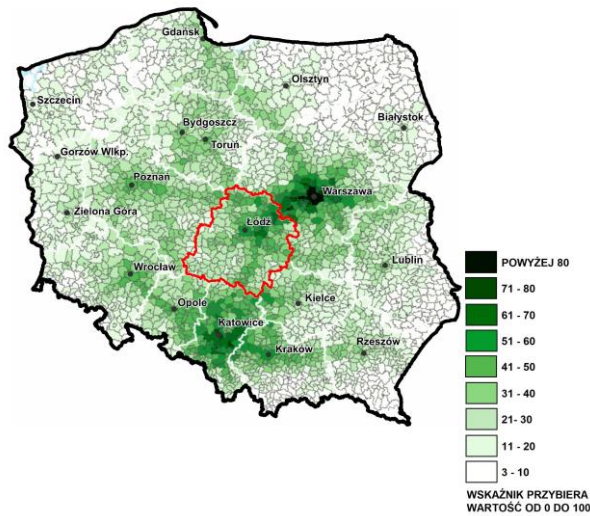 Gdańsk
Olsztyn
Szczecin
Białystok
Bydgoszcz
Toruń
Gorzów Wlkp.
Poznań
Warszawa
Zielona Góra
Łódź
Wrocław
Lublin
Opole
Kielce
Katowice
Kraków
Rzeszów
POWYŻEJ 80
71 - 80
61 - 70
51 - 60
41 - 50
31 - 40
21- 30
11 - 20
3 - 10
WSKAŹNIK PRZYBIERA
WARTOŚĆ OD 0 DO 100